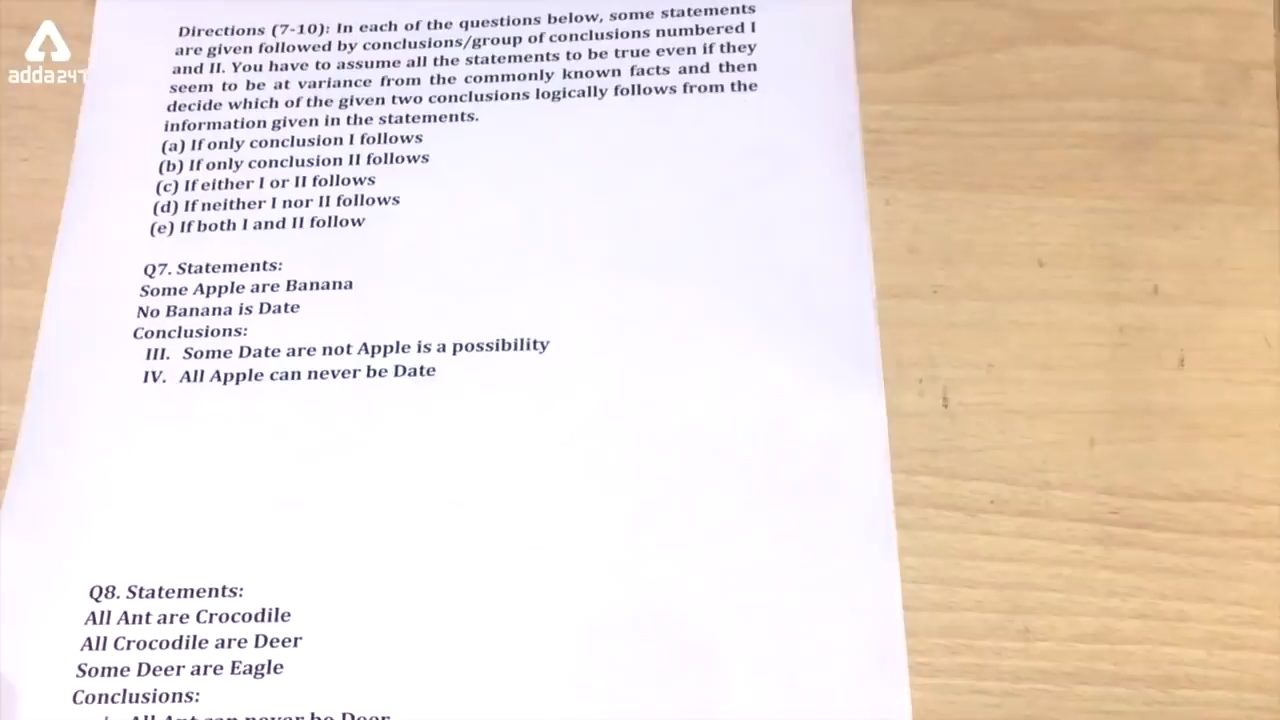 adda247
Directions (7-10): In each of the questions below, some statements
are given followed by conclusions/group of conclusions numbered I
and II. You have to assume all the statements to be true even if they
seem to be at variance from the commonly known facts and then
decide which of the given two conclusions logically follows from the
information given in the statements.
(a) If only conclusion I follows
(b) If only conclusion II follows
(c) If either I or II follows
(d) If neither I nor II follows
(e) If both I and II follow
Q7. Statements:
Some Apple are Banana
No Banana is Date
Conclusions:
III. Some Date are not Apple is a possibility
IV. All Apple can never be Date
Q8. Statements:
All Ant are Crocodile
All Crocodile are Deer
Some Deer are Eagle
Conclusions:
All Ant can never be Deer